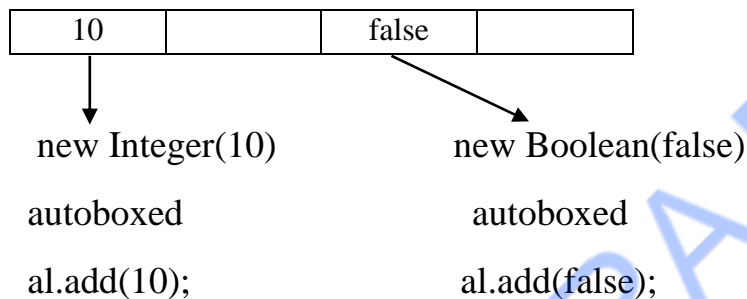 10 false
new Integer(10) new Boolean(false)
autoboxed autoboxed
al.add(10); al.add(false);